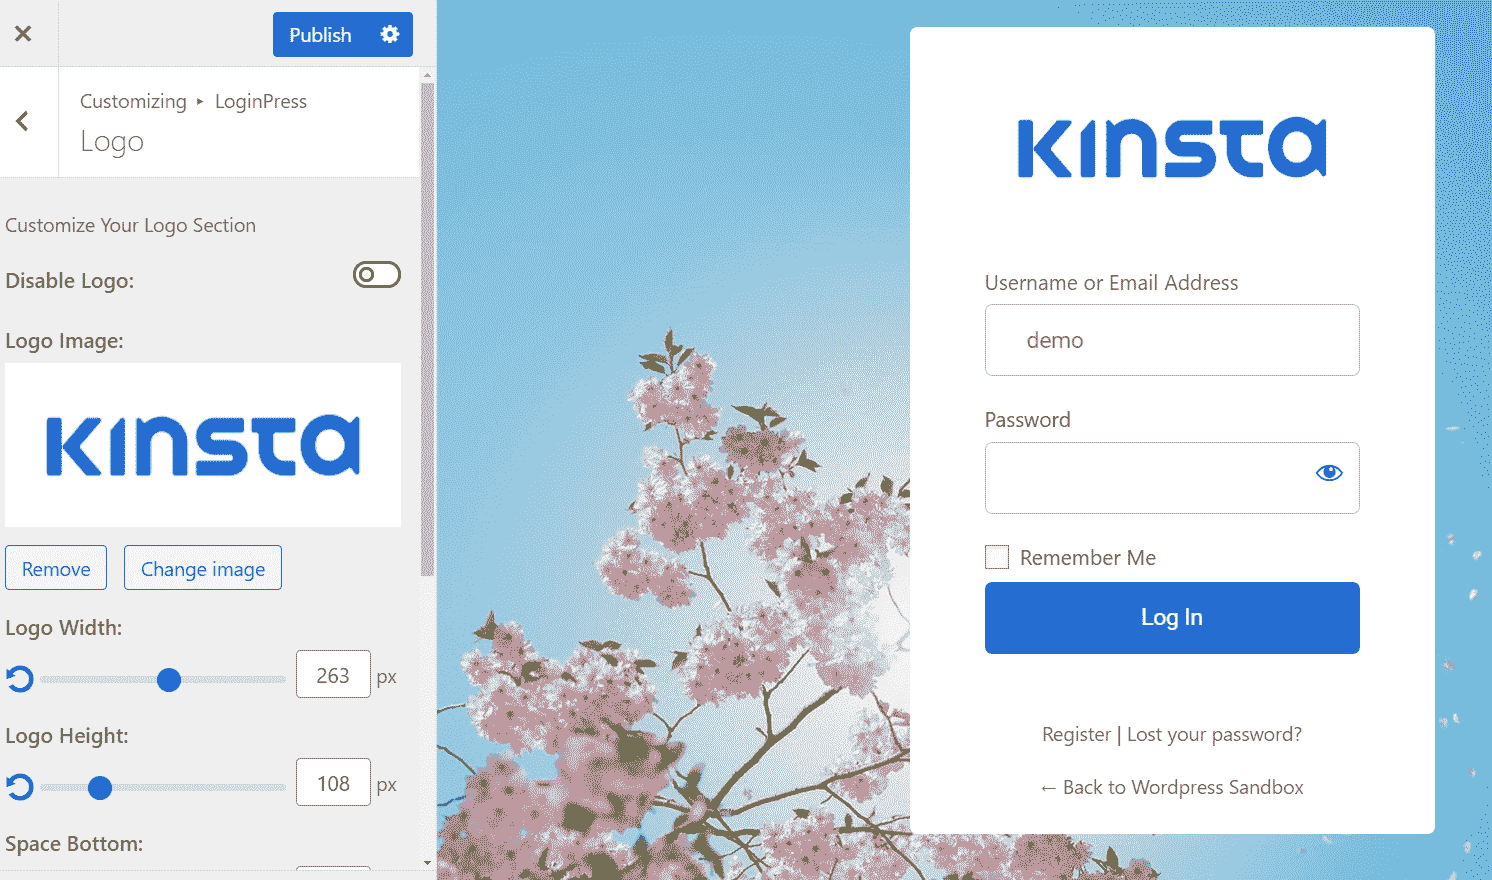 Publish
Customizing ▸ LoginPress
Logo
Customize Your Logo Section
Disable Logo:
Logo Image:
KINSTA
Remove
Change image
Logo Width:
263 px
Logo Height:
108 px
Space Bottom:
KINSTA
Username or Email Address
demo
Password
Remember Me
Log In
Register | Lost your password?
← Back to Wordpress Sandbox